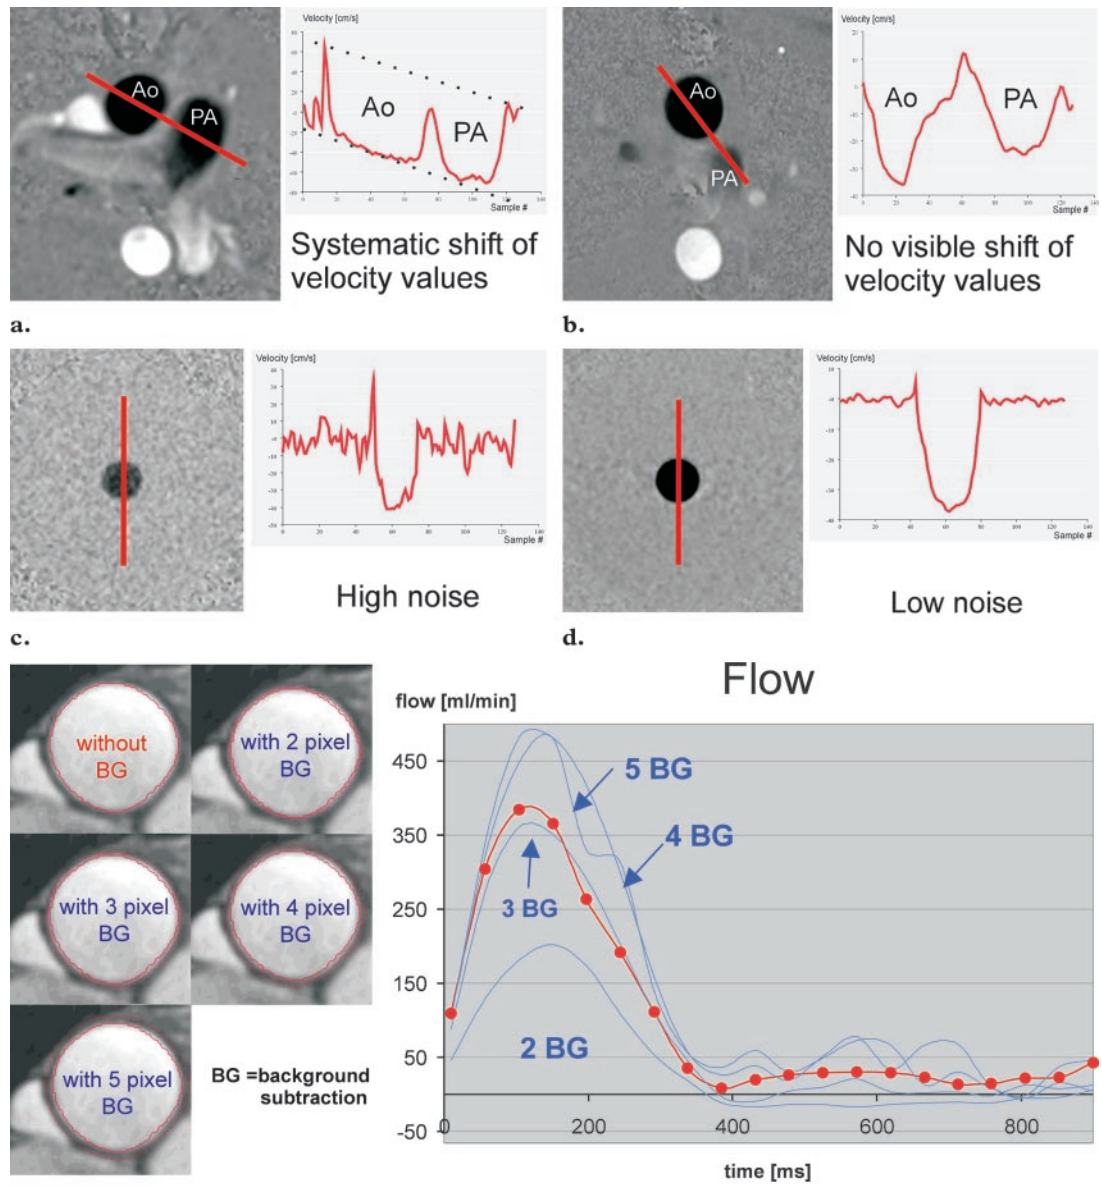 Velocity [cm/s]
Ao
PA
Ao
PA
Sample #
Systematic shift of
velocity values
a.
Velocity [cm/s]
Ao
PA
Ao
PA
Sample #
No visible shift of
velocity values
b.
Velocity [cm/s]
Sample #
High noise
c.
Velocity [cm/s]
Sample #
Low noise
d.
without
BG
with 2 pixel
BG
with 3 pixel
BG
with 4 pixel
BG
with 5 pixel
BG
BG =background
subtraction
Flow
flow [ml/min]
450
350
250
150
50
-50
5 BG
4 BG
3 BG
2 BG
0
200
400
600
800
time [ms]